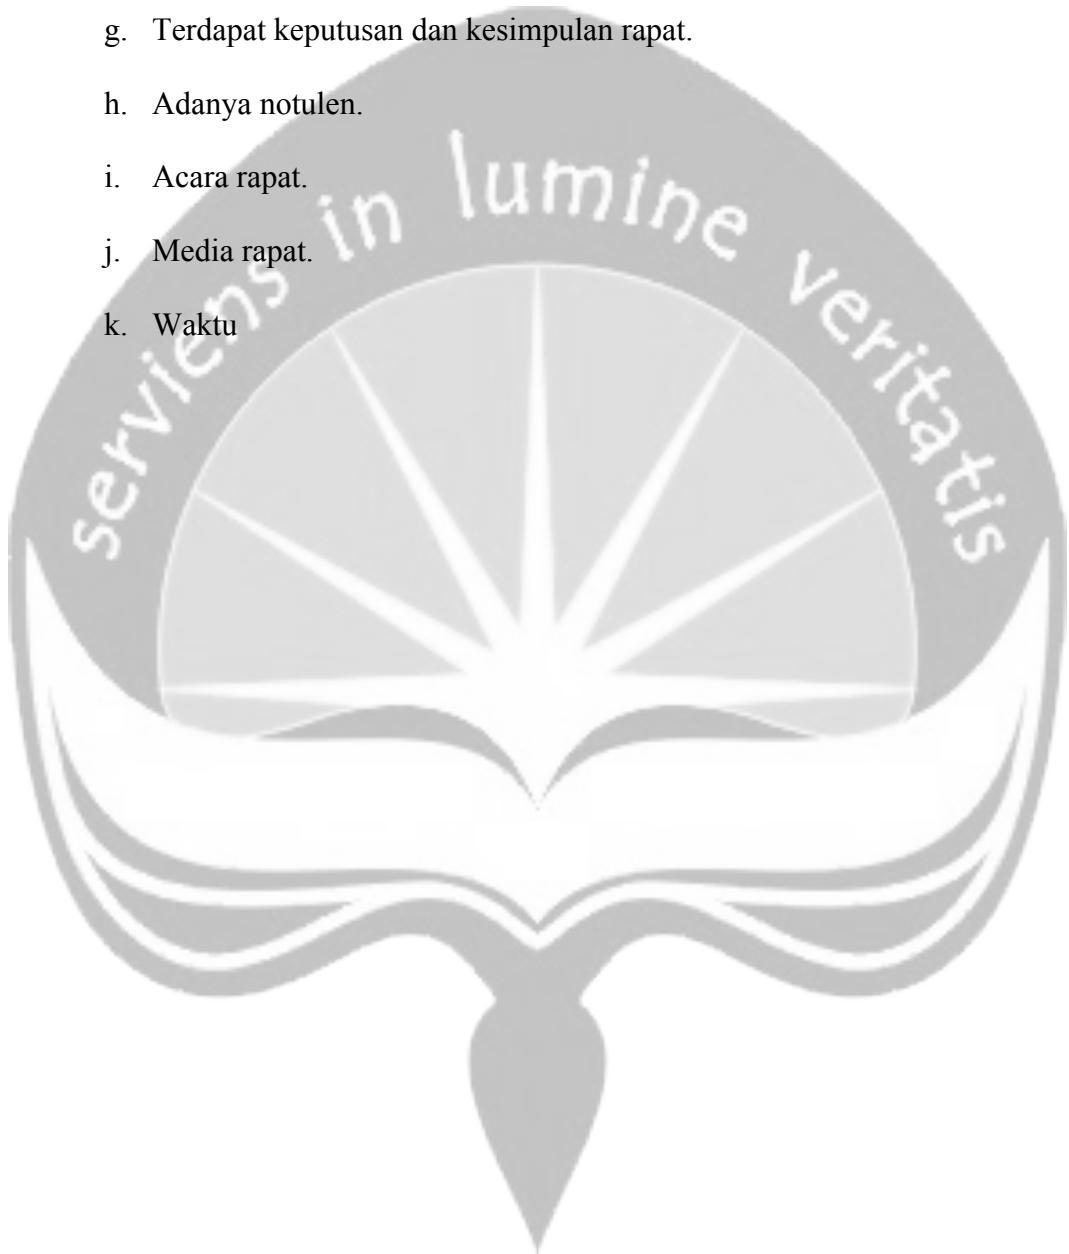 g. Terdapat keputusan dan kesimpulan rapat.
h. Adanya notulen.
i. Acara rapat.
j. Media rapat.
k. Waktu
serviens in lumine veritatis